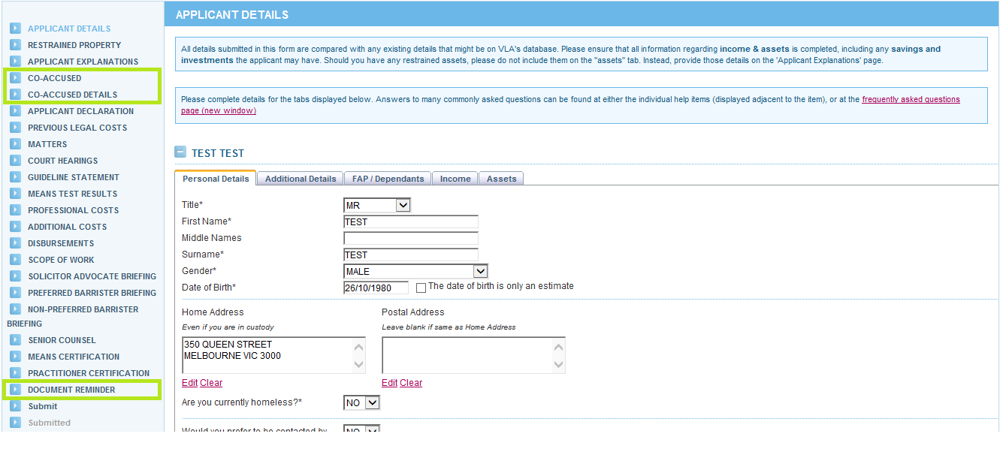 APPLICANT DETAILS
RESTRAINED PROPERTY
APPLICANT EXPLANATIONS
CO-ACCUSED
CO-ACCUSED DETAILS
APPLICANT DECLARATION
PREVIOUS LEGAL COSTS
MATTERS
COURT HEARINGS
GUIDELINE STATEMENT
MEANS TEST RESULTS
PROFESSIONAL COSTS
ADDITIONAL COSTS
DISBURSEMENTS
SCOPE OF WORK
SOLICITOR ADVOCATE BRIEFING
PREFERRED BARRISTER BRIEFING
NON-PREFERRED BARRISTER
BRIEFING
SENIOR COUNSEL
MEANS CERTIFICATION
PRACTITIONER CERTIFICATION
DOCUMENT REMINDER
Submit
Submitted
APPLICANT DETAILS
All details submitted in this form are compared with any existing details that might be on VLA's database. Please ensure that all information regarding income & assets is completed, including any savings and
investments the applicant may have. Should you have any restrained assets, please do not include them on the "assets" tab. Instead, provide those details on the 'Applicant Explanations' page.
Please complete details for the tabs displayed below. Answers to many commonly asked questions can be found at either the individual help items (displayed adjacent to the item), or at the frequently asked questions
page (new window)
TEST TEST
Personal Details Additional Details FAP / Dependants Income Assets
Title* MR
First Name* TEST
Middle Names
Surname* TEST
Gender* MALE
Date of Birth* 26/10/1980 The date of birth is only an estimate
Home Address Postal Address
Even if you are in custody Leave blank if same as Home Address
350 QUEEN STREET
MELBOURNE VIC 3000
Edit Clear Edit Clear
Are you currently homeless?* NO
Would you prefer to be contacted by NO